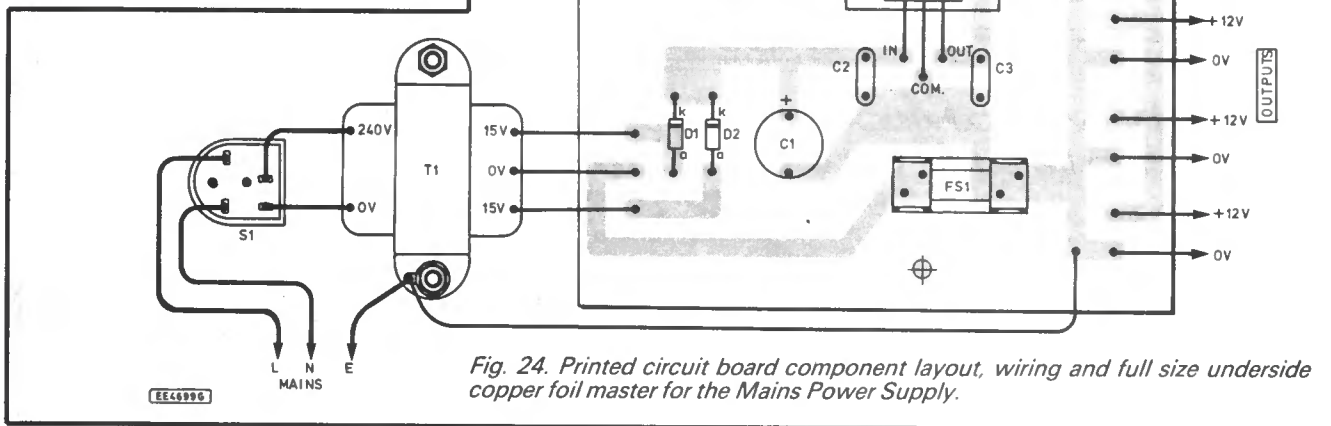 +12V
IN
OUT
0V
C2
C3
COM.
OUTPUTS
240V
15V
k
k
+
D1
D2
C1
+12V
T1
0V
a
a
0V
FS1
0V
15V
+12V
S1
0V
L
N
E
MAINS
EE4699G
Fig. 24. Printed circuit board component layout, wiring and full size underside
copper foil master for the Mains Power Supply.